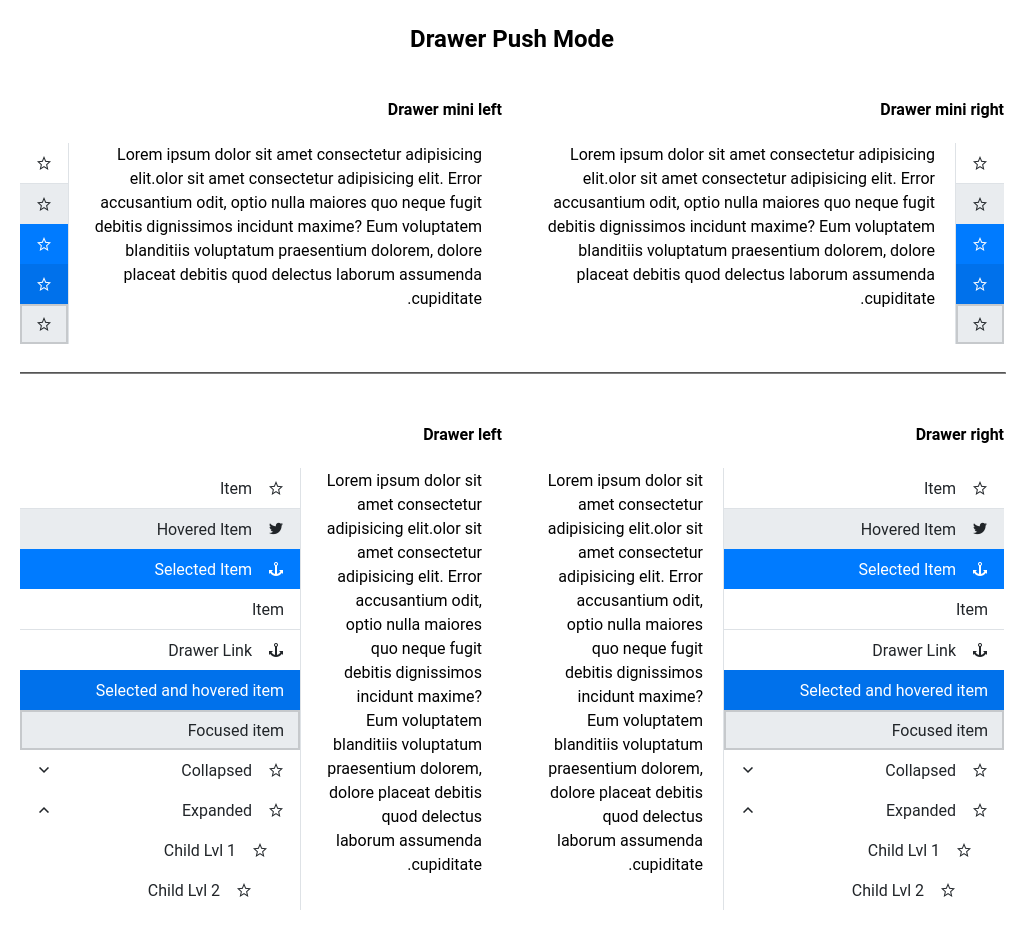 Drawer Push Mode
Drawer mini left
Lorem ipsum dolor sit amet consectetur adipisicing
elit.olor sit amet consectetur adipisicing elit. Error
accusantium odit, optio nulla maiores quo neque fugit
debitis dignissimos incidunt maxime? Eum voluptatem
blanditiis voluptatum praesentium dolorem, dolore
placeat debitis quod delectus laborum assumenda
.cupiditate
Drawer mini right
Lorem ipsum dolor sit amet consectetur adipisicing
elit.olor sit amet consectetur adipisicing elit. Error
accusantium odit, optio nulla maiores quo neque fugit
debitis dignissimos incidunt maxime? Eum voluptatem
blanditiis voluptatum praesentium dolorem, dolore
placeat debitis quod delectus laborum assumenda
.cupiditate
Drawer left
Item
Hovered Item
Selected Item
Item
Drawer Link
Selected and hovered item
Focused item
Collapsed
Expanded
Child Lvl 1
Child Lvl 2
Lorem ipsum dolor sit
amet consectetur
adipisicing elit.olor sit
amet consectetur
adipisicing elit. Error
accusantium odit,
optio nulla maiores
quo neque fugit
debitis dignissimos
incidunt maxime?
Eum voluptatem
blanditiis voluptatum
praesentium dolorem,
dolore placeat debitis
quod delectus
laborum assumenda
.cupiditate
Drawer right
Lorem ipsum dolor sit
amet consectetur
adipisicing elit.olor sit
amet consectetur
adipisicing elit. Error
accusantium odit,
optio nulla maiores
quo neque fugit
debitis dignissimos
incidunt maxime?
Eum voluptatem
blanditiis voluptatum
praesentium dolorem,
dolore placeat debitis
quod delectus
laborum assumenda
.cupiditate
Item
Hovered Item
Selected Item
Item
Drawer Link
Selected and hovered item
Focused item
Collapsed
Expanded
Child Lvl 1
Child Lvl 2